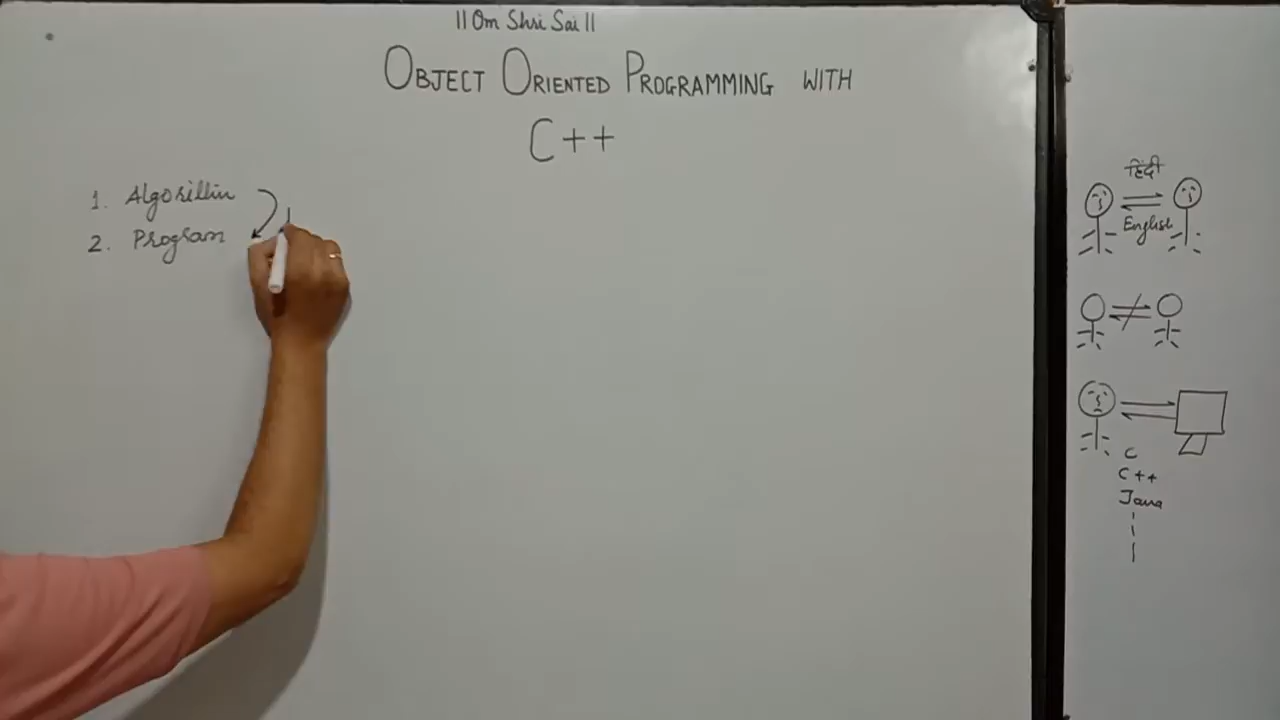 || Om Shri Sai ||
OBJECT ORIENTED PROGRAMMING WITH
C++
1. Algorithm
2. Program
हिंदी
English
C
C++
Java